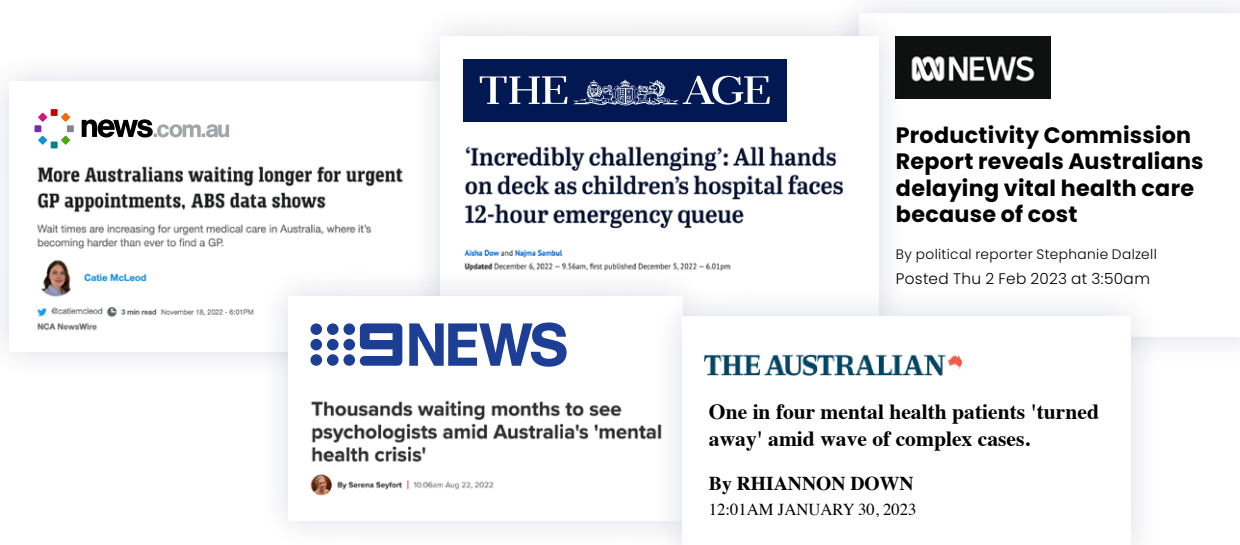 news.com.au
More Australians waiting longer for urgent
GP appointments, ABS data shows
Wait times are increasing for urgent medical care in Australia, where it's
becoming harder than ever to find a GP.
Catie McLeod
@catiemcleod 3 min read November 18, 2022 - 6:01PM
NCA NewsWire
THE AGE
‘Incredibly challenging’: All hands
on deck as children’s hospital faces
12-hour emergency queue
Aisha Dow and Najma Sambul
Updated December 6, 2022 — 9.56am, first published December 5, 2022 — 6.01pm
NEWS
Productivity Commission
Report reveals Australians
delaying vital health care
because of cost
By political reporter Stephanie Dalzell
Posted Thu 2 Feb 2023 at 3:50am
9NEWS
Thousands waiting months to see
psychologists amid Australia's 'mental
health crisis'
By Serena Seyfort | 10:06am Aug 22, 2022
THE AUSTRALIAN
One in four mental health patients 'turned
away' amid wave of complex cases.
By RHIANNON DOWN
12:01AM JANUARY 30, 2023